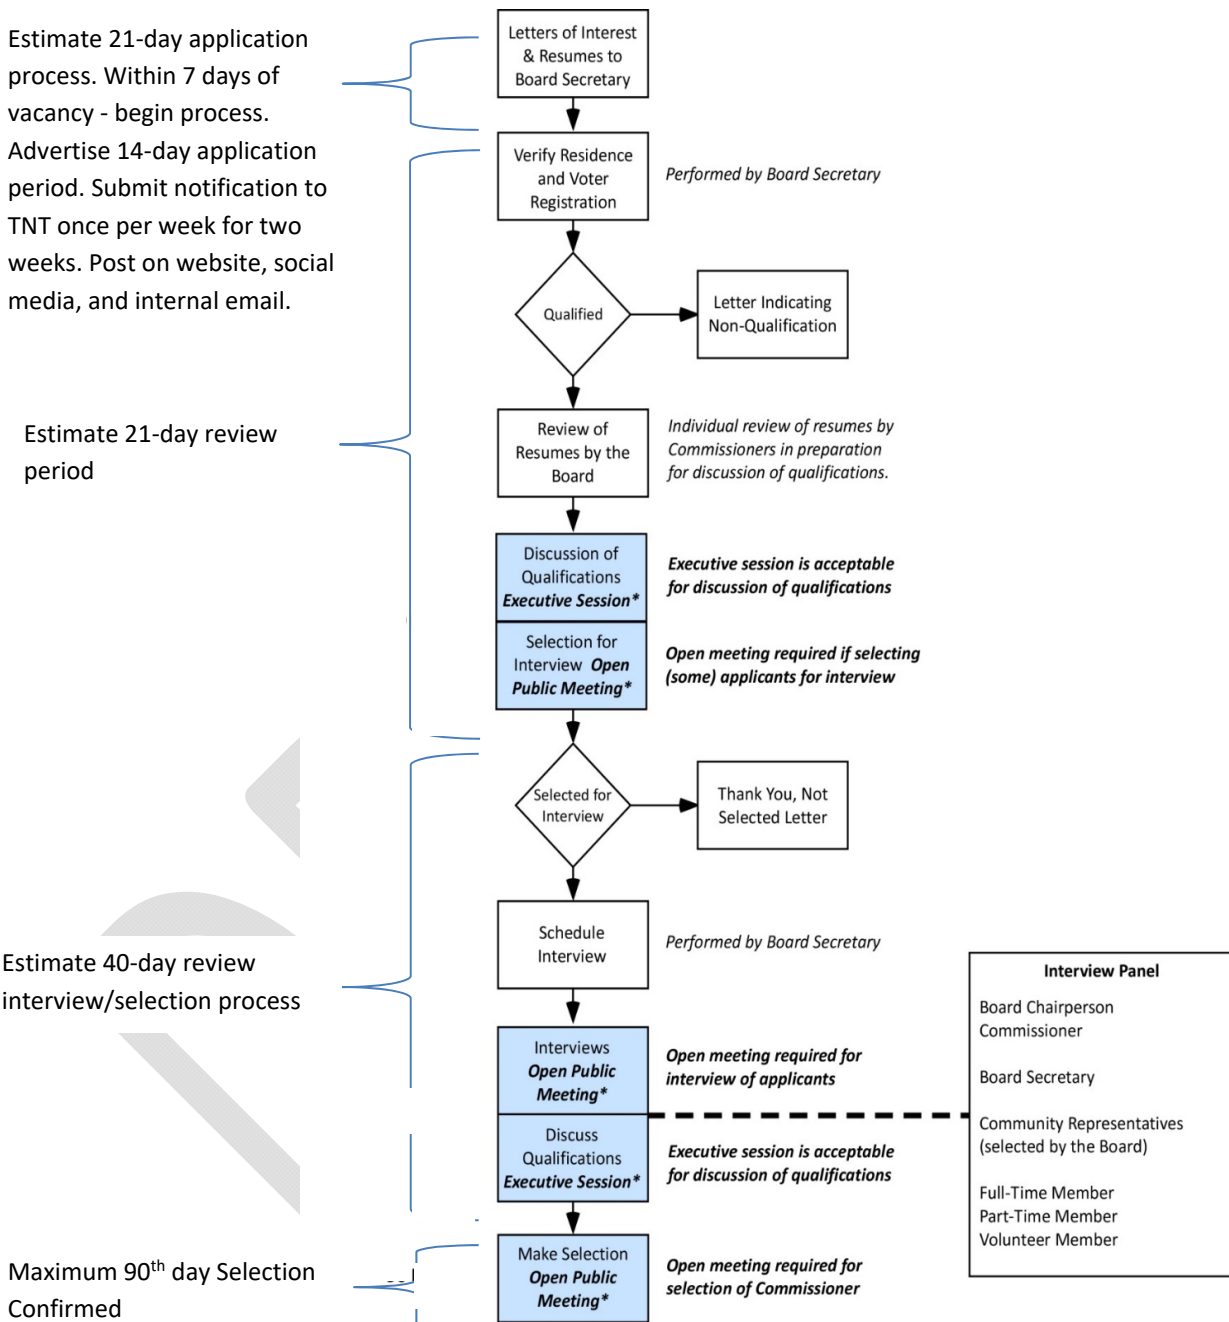 Estimate 21-day application
process. Within 7 days of
vacancy - begin process.
Advertise 14-day application
period. Submit notification to
TNT once per week for two
weeks. Post on website, social
media, and internal email.
Letters of Interest
& Resumes to
Board Secretary
Verify Residence
and Voter
Registration
Performed by Board Secretary
Qualified
Letter Indicating
Non-Qualification
Estimate 21-day review
period
Review of
Resumes by the
Board
Individual review of resumes by
Commissioners in preparation
for discussion of qualifications.
Discussion of
Qualifications
Executive Session*
Executive session is acceptable
for discussion of qualifications
Selection for
Interview Open
Public Meeting*
Open meeting required if selecting
(some) applicants for interview
Selected for
Interview
Thank You, Not
Selected Letter
Estimate 40-day review
interview/selection process
Schedule
Interview
Performed by Board Secretary
Interviews
Open Public
Meeting*
Open meeting required for
interview of applicants
Discuss
Qualifications
Executive Session*
Executive session is acceptable
for discussion of qualifications
Interview Panel
Board Chairperson
Commissioner
Board Secretary
Community Representatives
(selected by the Board)
Full-Time Member
Part-Time Member
Volunteer Member
Maximum 90th day Selection
Confirmed
Make Selection
Open Public
Meeting*
Open meeting required for
selection of Commissioner